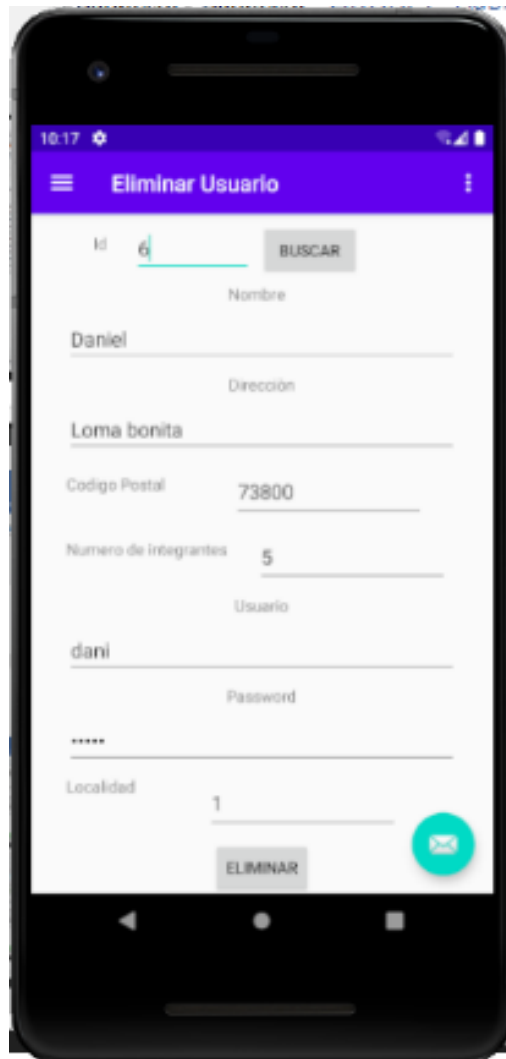 10:17
Eliminar Usuario
Id 6 BUSCAR
Nombre
Daniel
Dirección
Loma bonita
Codigo Postal 73800
Numero de integrantes 5
Usuario
dani
Password
•••••
Localidad 1
ELIMINAR